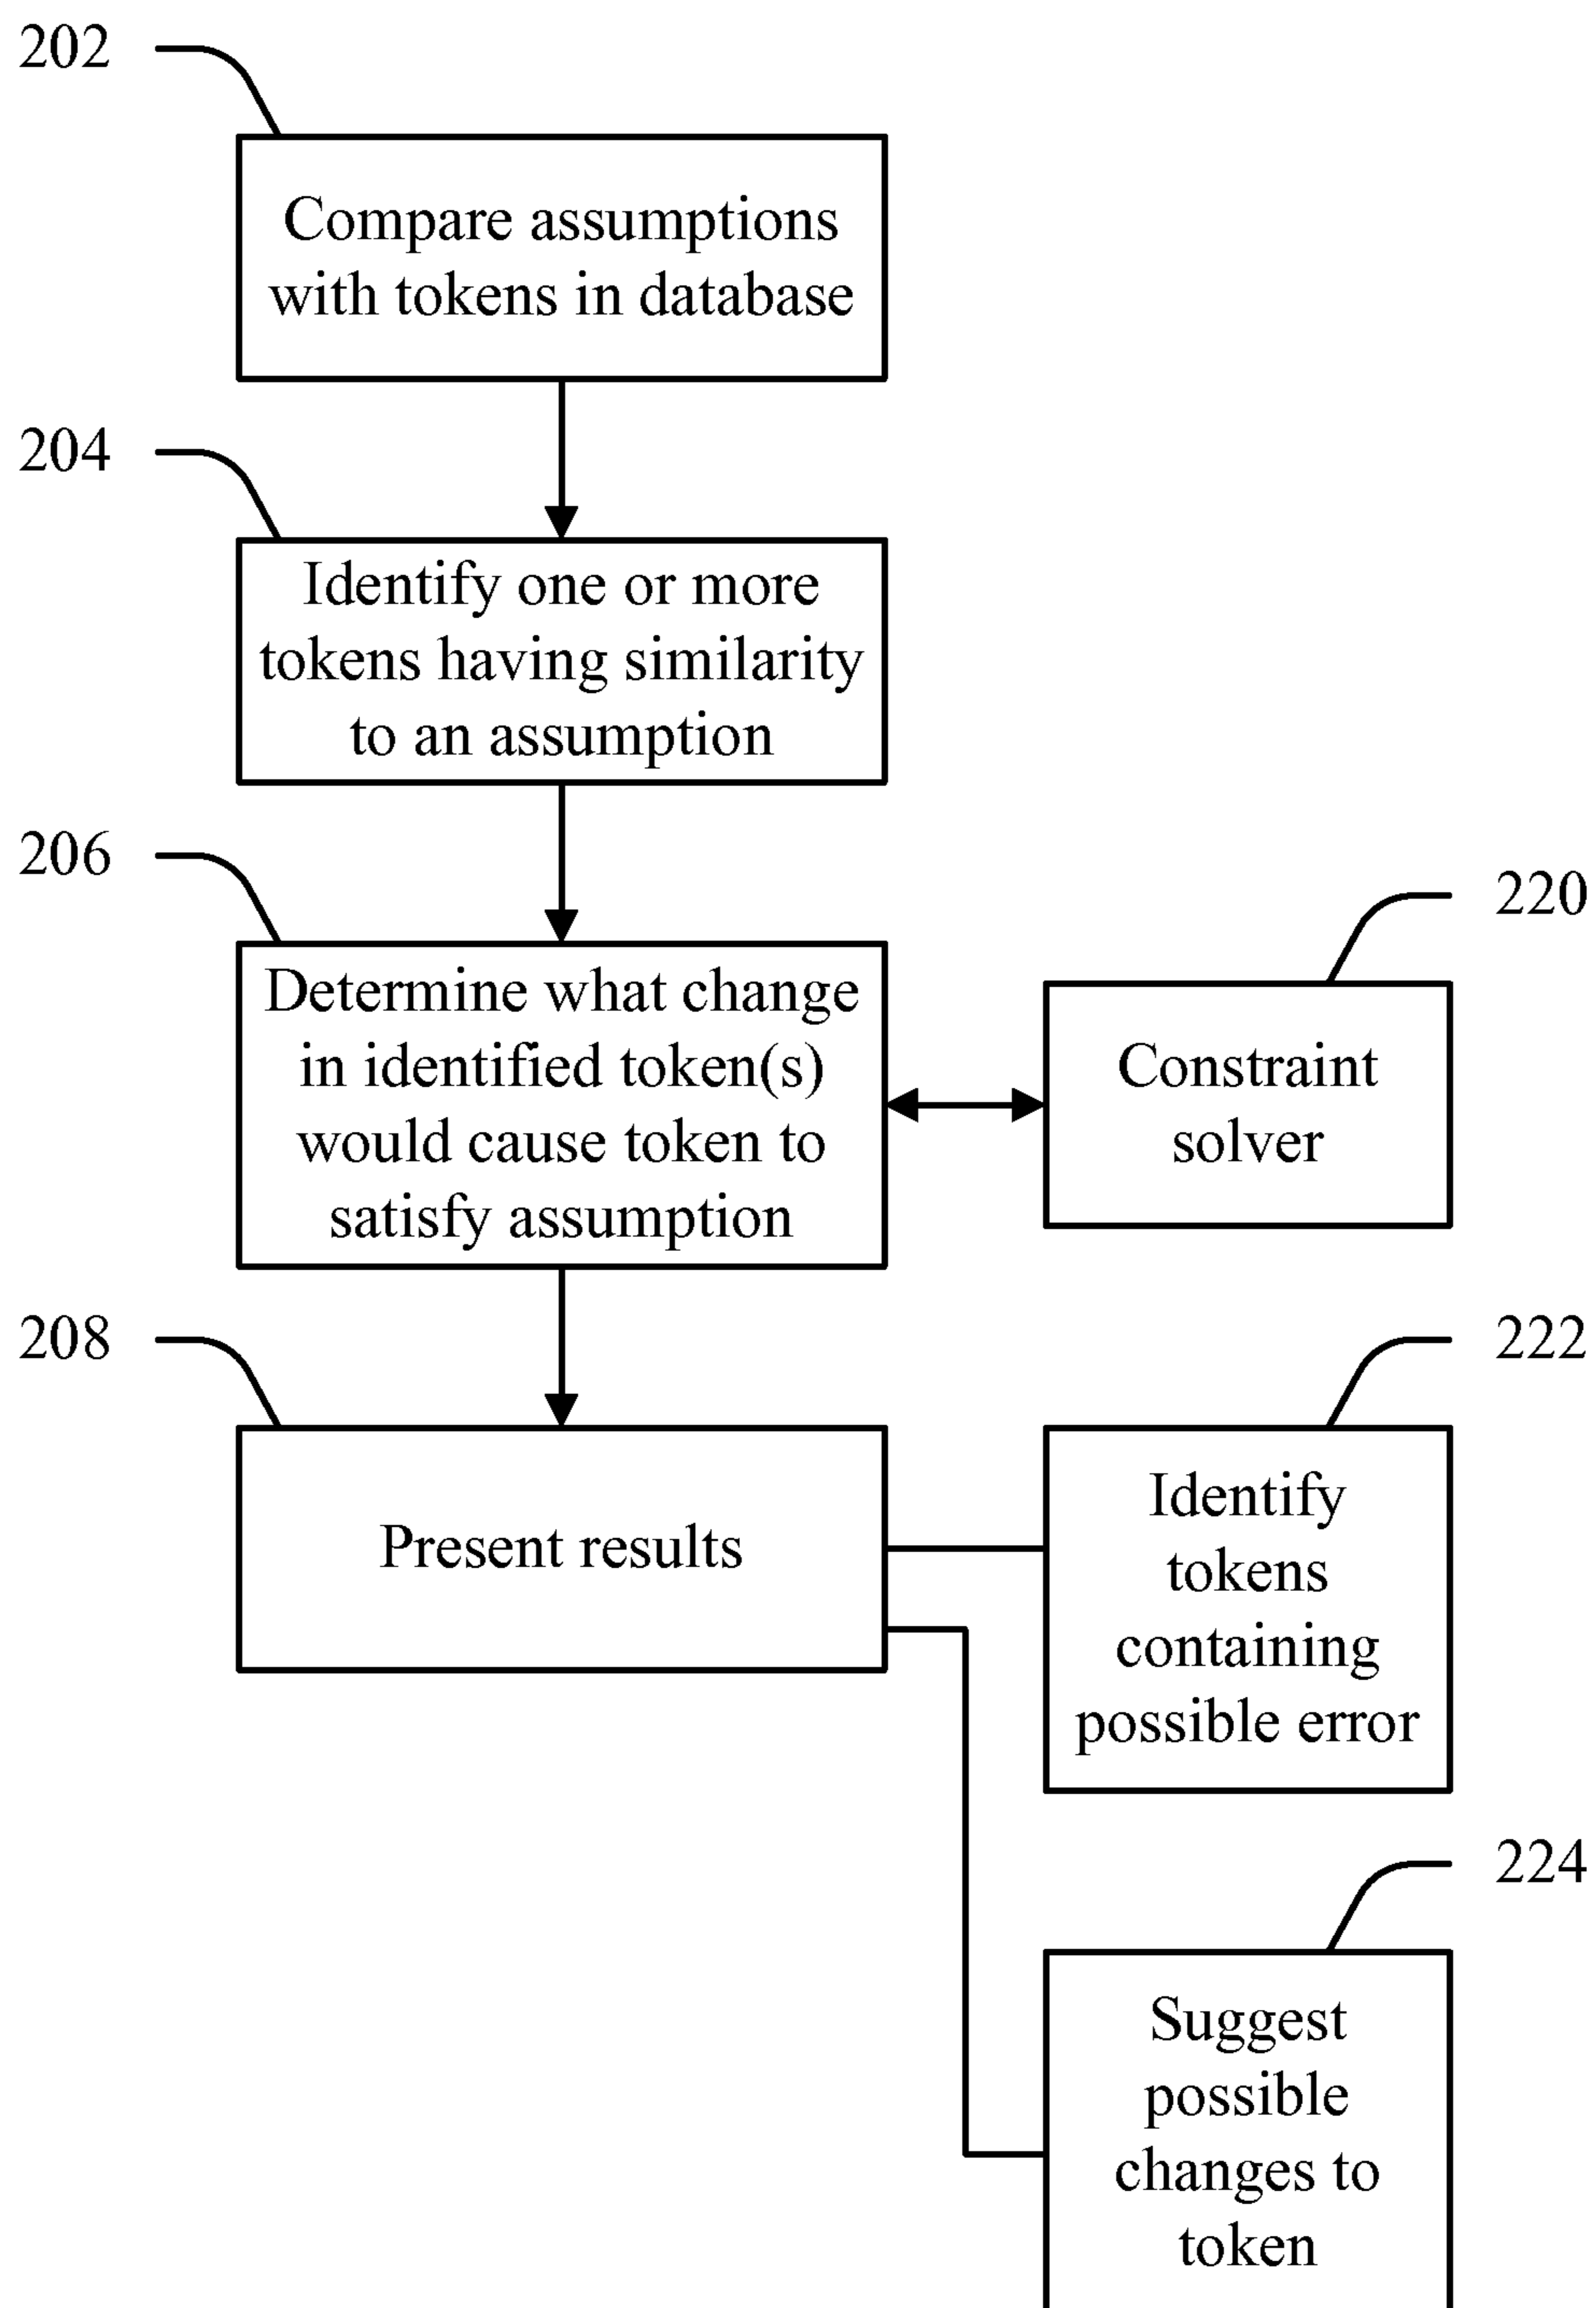 202
Compare assumptions
with tokens in database
204
Identify one or more
tokens having similarity
to an assumption
206
Determine what change
in identified token(s)
would cause token to
satisfy assumption
220
Constraint
solver
208
Present results
222
Identify
tokens
containing
possible error
224
Suggest
possible
changes to
token